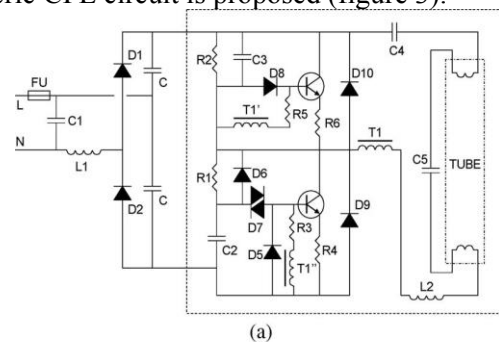 eric CFL circuit is proposed (figure 3).
C4
D1
R2
C3
D10
C
D8
FU
L
T1'
R5
C1
R6
T1
C5
TUBE
N
L1
R1
D6
D2
C
D7
R3
D9
C2
D5
R4
T1"
L2
(a)